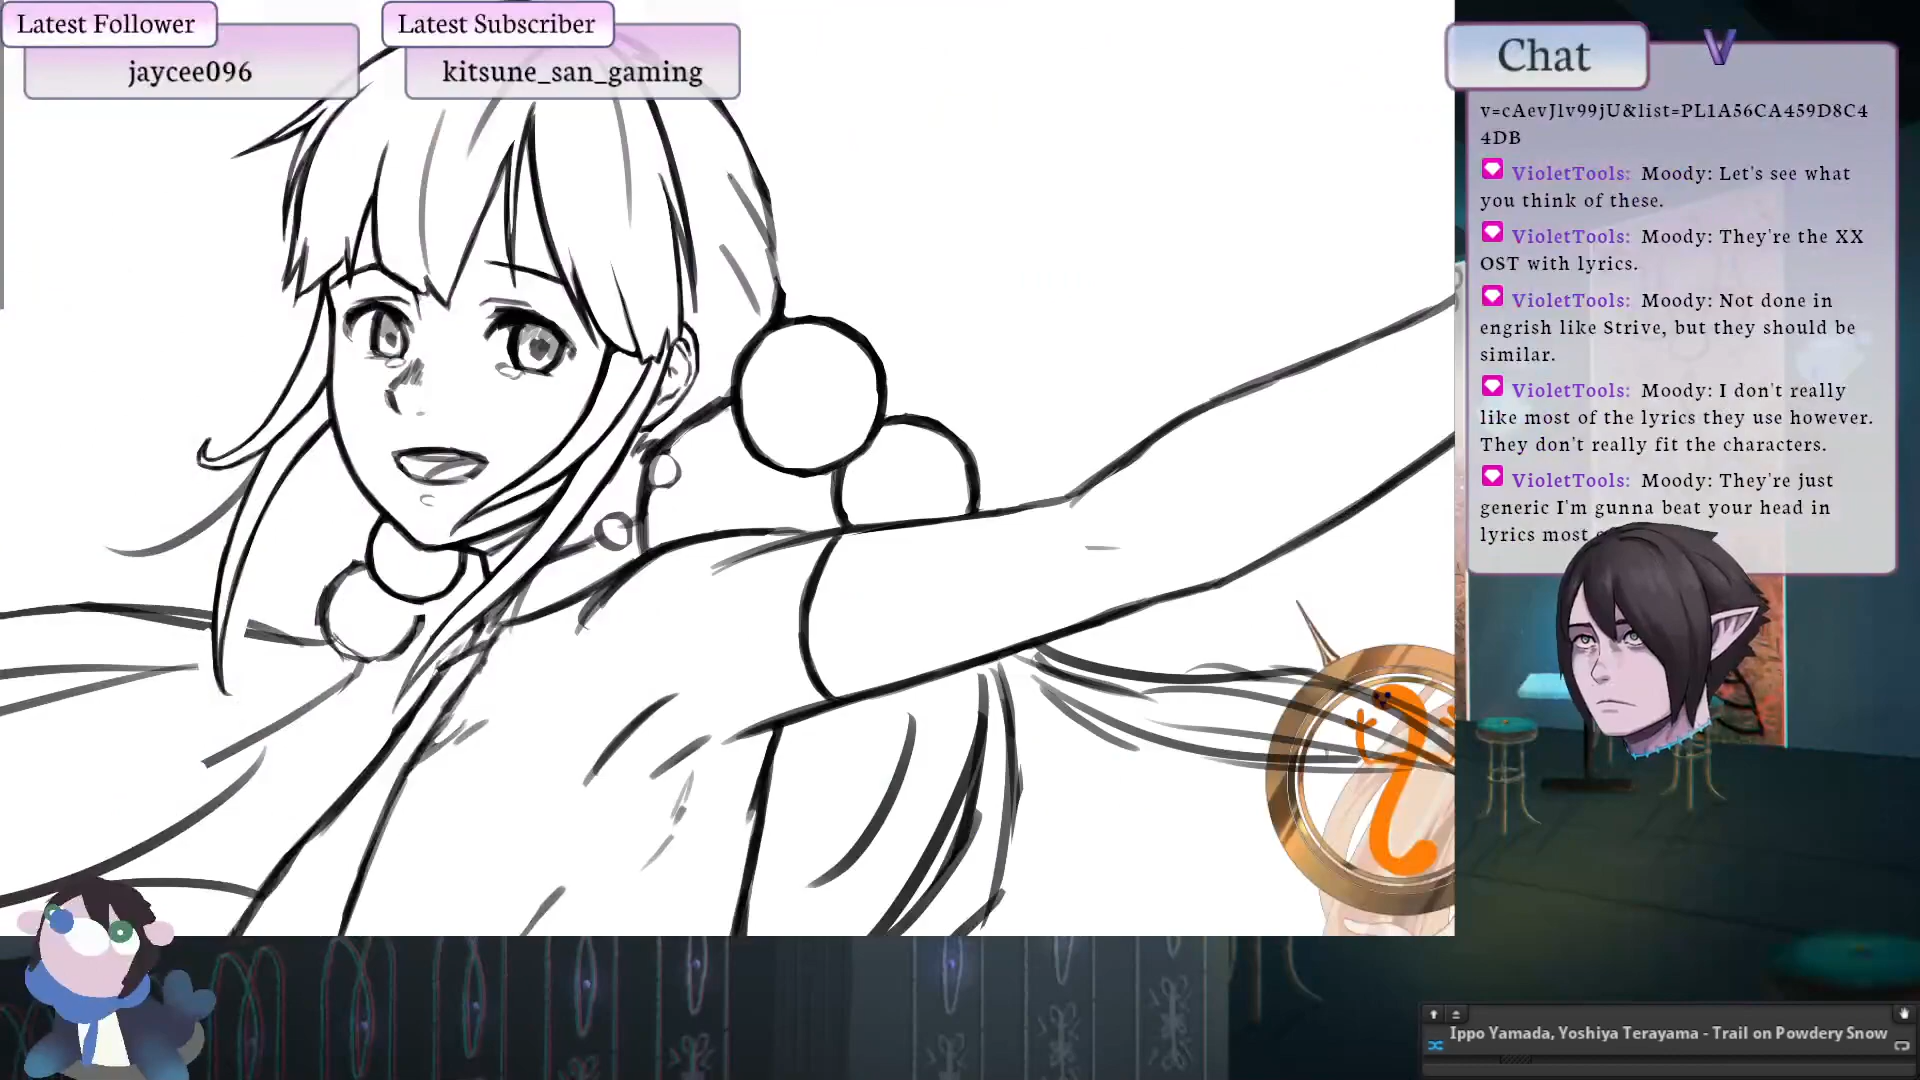 Latest Follower
jaycee096
Latest Subscriber
kitsune_san_gaming
Chat
v=cAevJlv99jU&list=PL1A56CA459D8C4
4DB
VioletTools: Moody: Let's see what
you think of these.
VioletTools: Moody: They're the XX
OST with lyrics.
VioletTools: Moody: Not done in
engrish like Strive, but they should be
similar.
VioletTools: Moody: I don't really
like most of the lyrics they use however.
They don't really fit the characters.
VioletTools: Moody: They're just
generic I'm gunna beat your head in
lyrics most
Ippo Yamada, Yoshiya Terayama - Trail on Powdery Snow